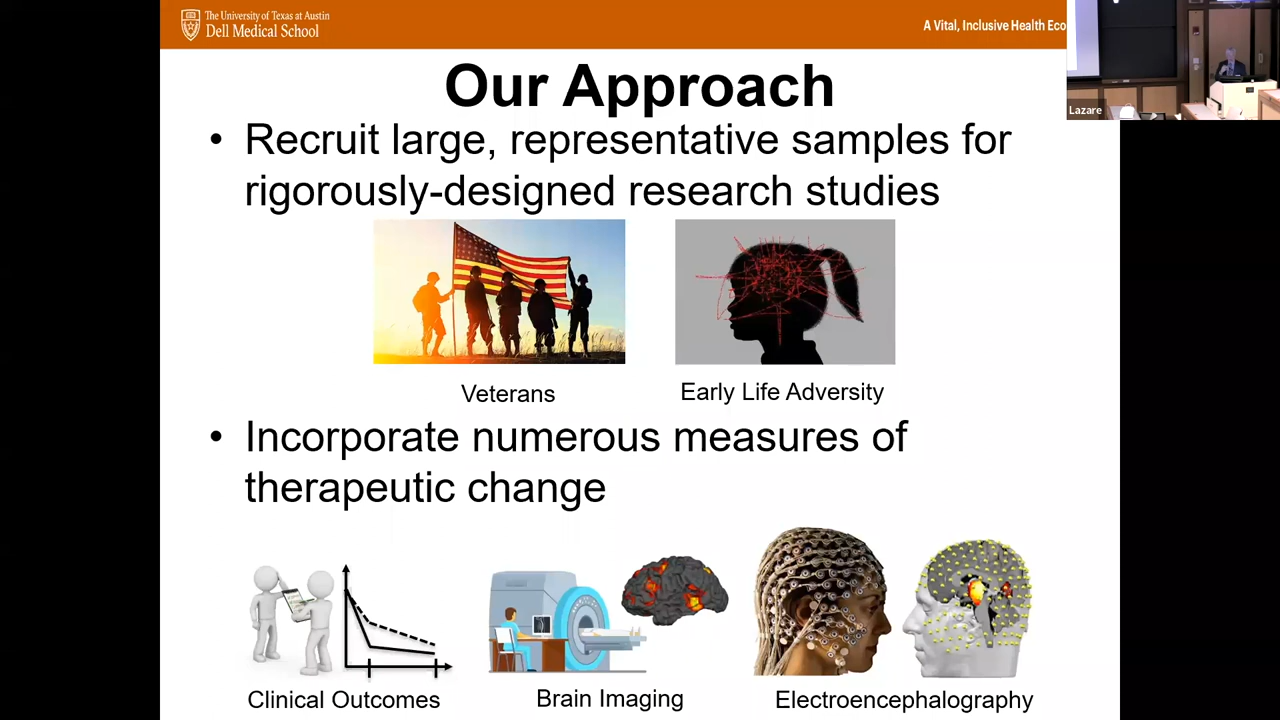 The University of Texas at Austin
Dell Medical School
A Vital, Inclusive Health Eco
Lazare
Our Approach
• Recruit large, representative samples for
rigorously-designed research studies
Veterans
Early Life Adversity
• Incorporate numerous measures of
therapeutic change
Clinical Outcomes
Brain Imaging
Electroencephalography